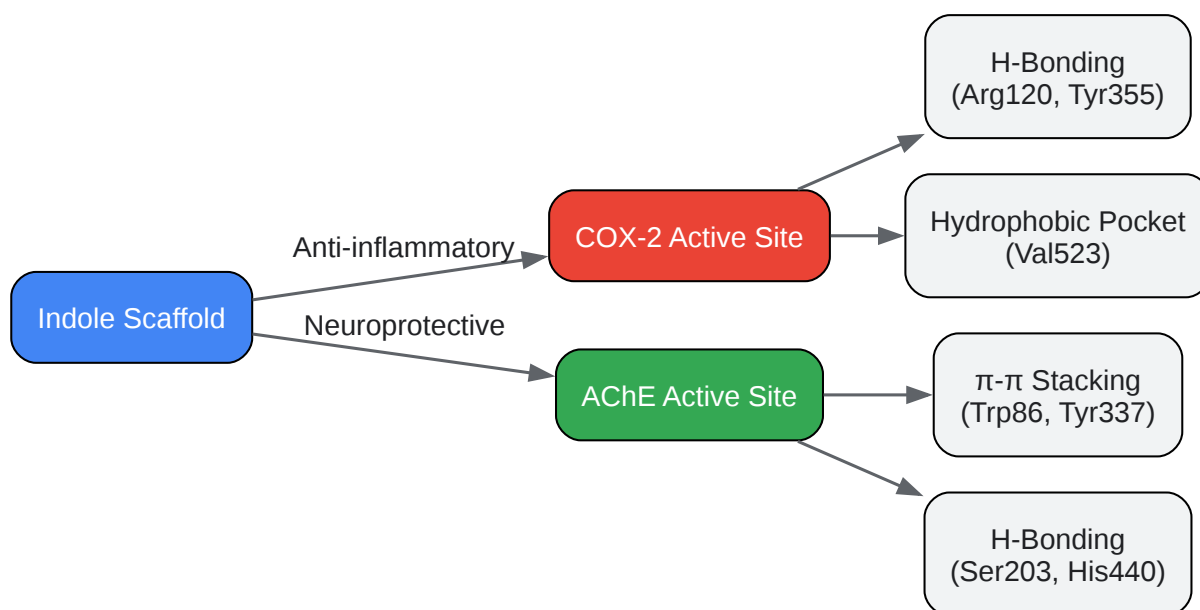 H-Bonding
(Arg120, Tyr355)
Hydrophobic Pocket
(Val523)
COX-2 Active Site
Anti-inflammatory
Indole Scaffold
Neuroprotective
AChE Active Site
π-π Stacking
(Trp86, Tyr337)
H-Bonding
(Ser203, His440)